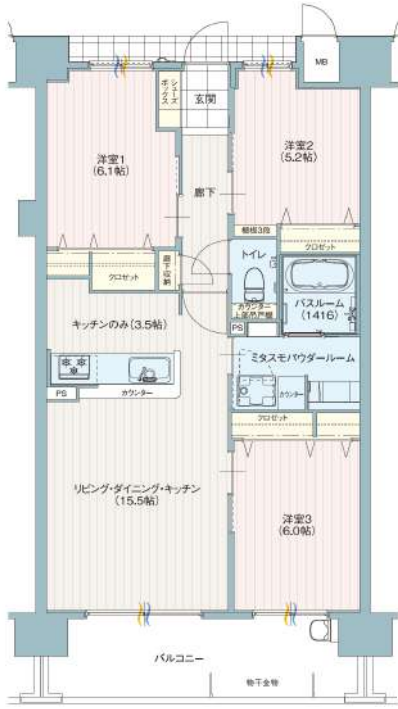 MB
シューズ
ボックス
玄関
洋室1
(6.1帖)
洋室2
(5.2帖)
廊下
棚板3段
クロゼット
トイレ
廊下
収納
クロゼット
バスルーム
(1416)
カウンター
上部吊戸棚
キッチンのみ(3.5帖)
PS
ミタスモパウダールーム
PS
カウンター
カウンター
クロゼット
リビング・ダイニング・キッチン
(15.5帖)
洋室3
(6.0帖)
バルコニー
物干金物